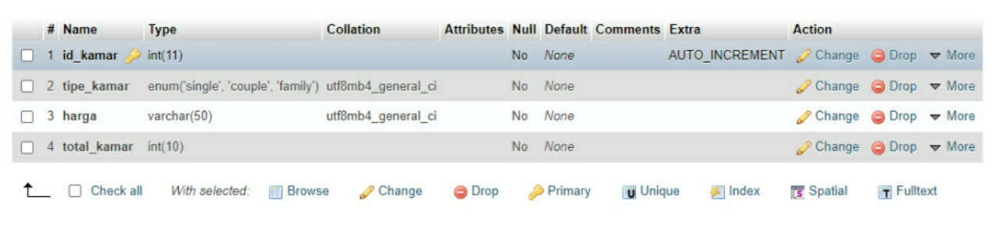 # Name Type Collation Attributes Null Default Comments Extra Action
1 id_kamar int(11) No None AUTO_INCREMENT Change Drop More
2 tipe_kamar enum('single', 'couple', 'family') utf8mb4_general_ci No None Change Drop More
3 harga varchar(50) utf8mb4_general_ci No None Change Drop More
4 total_kamar int(10) No None Change Drop More
Check all With selected: Browse Change Drop Primary U Unique Index S Spatial T Fulltext